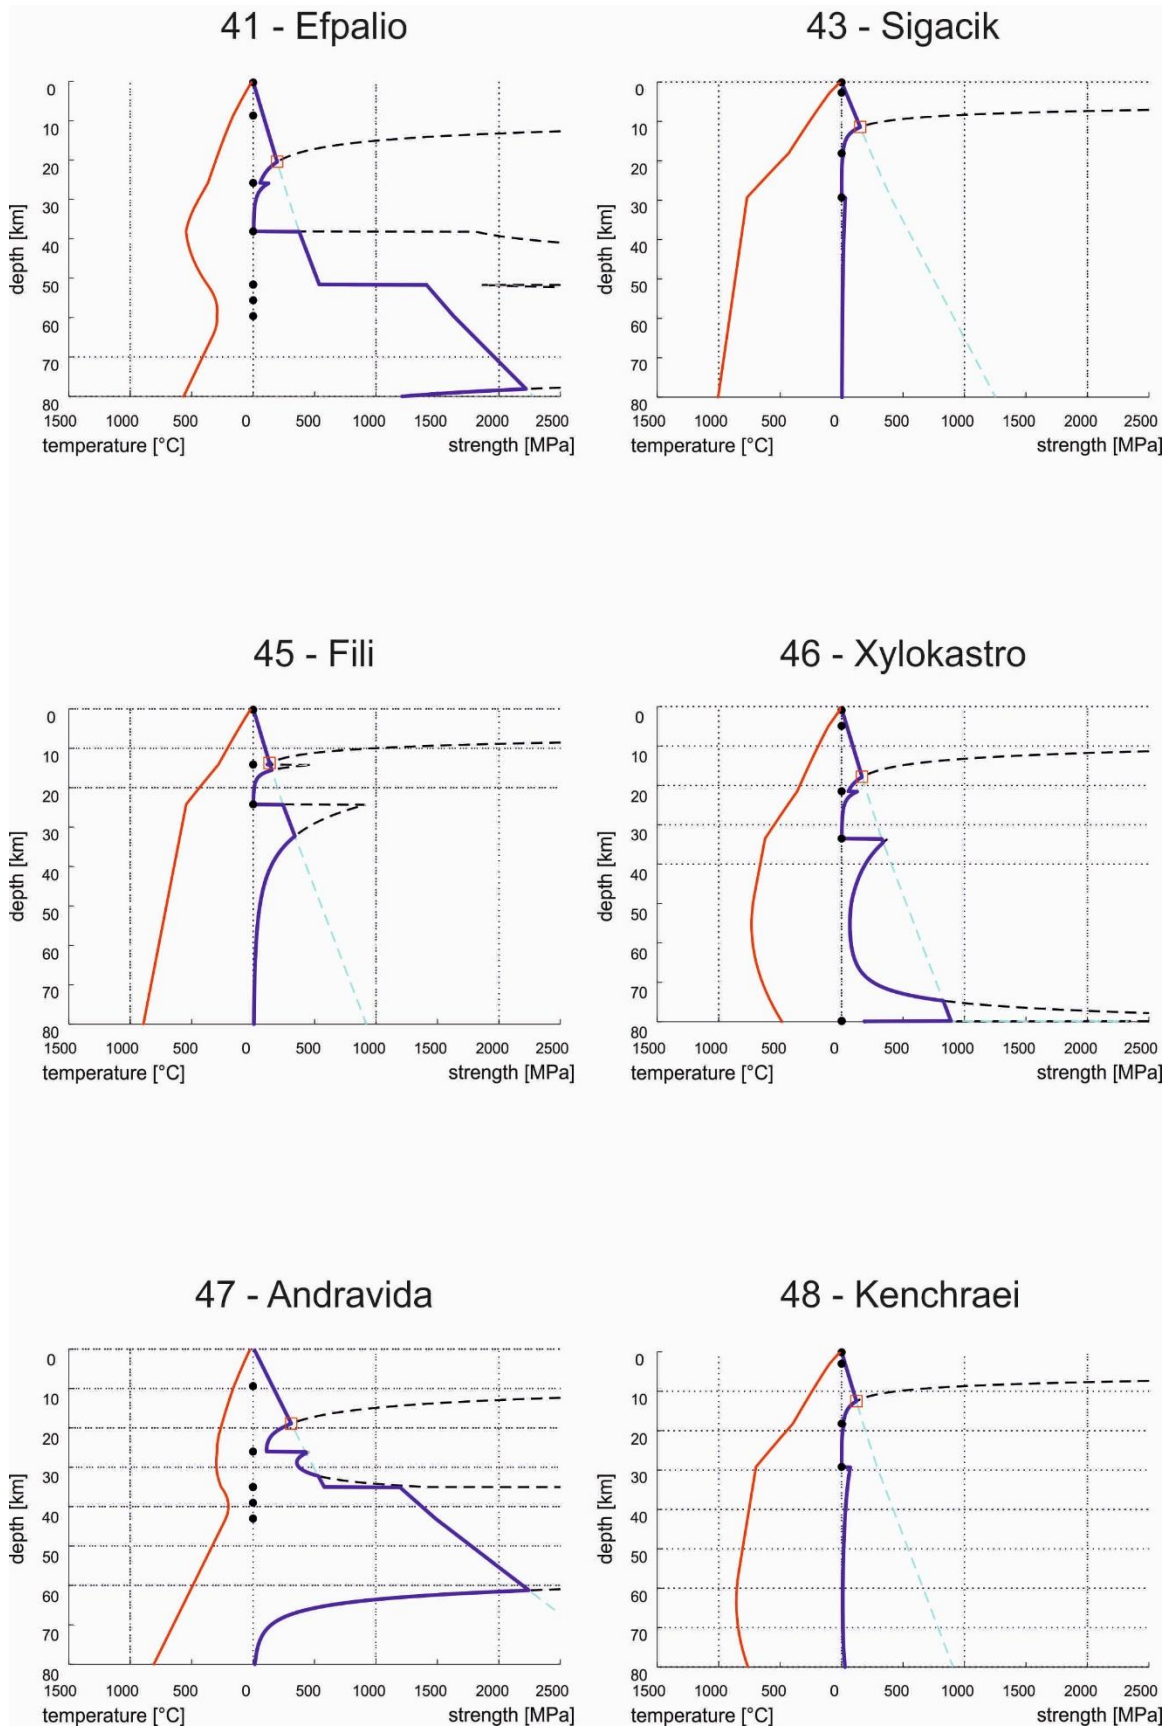 41 - Efpalio
43 - Sigacik
0
10
20
30
40
50
60
70
80
depth [km]
1500 1000 500 0 500 1000 1500 2000 2500
temperature [°C] strength [MPa]
0
10
20
30
40
50
60
70
80
depth [km]
1500 1000 500 0 500 1000 1500 2000 2500
temperature [°C] strength [MPa]
45 - Fili
46 - Xylokastro
0
10
20
30
40
50
60
70
80
depth [km]
1500 1000 500 0 500 1000 1500 2000 2500
temperature [°C] strength [MPa]
0
10
20
30
40
50
60
70
80
depth [km]
1500 1000 500 0 500 1000 1500 2000 2500
temperature [°C] strength [MPa]
47 - Andravida
48 - Kenchraei
0
10
20
30
40
50
60
70
80
depth [km]
1500 1000 500 0 500 1000 1500 2000 2500
temperature [°C] strength [MPa]
0
10
20
30
40
50
60
70
80
depth [km]
1500 1000 500 0 500 1000 1500 2000 2500
temperature [°C] strength [MPa]